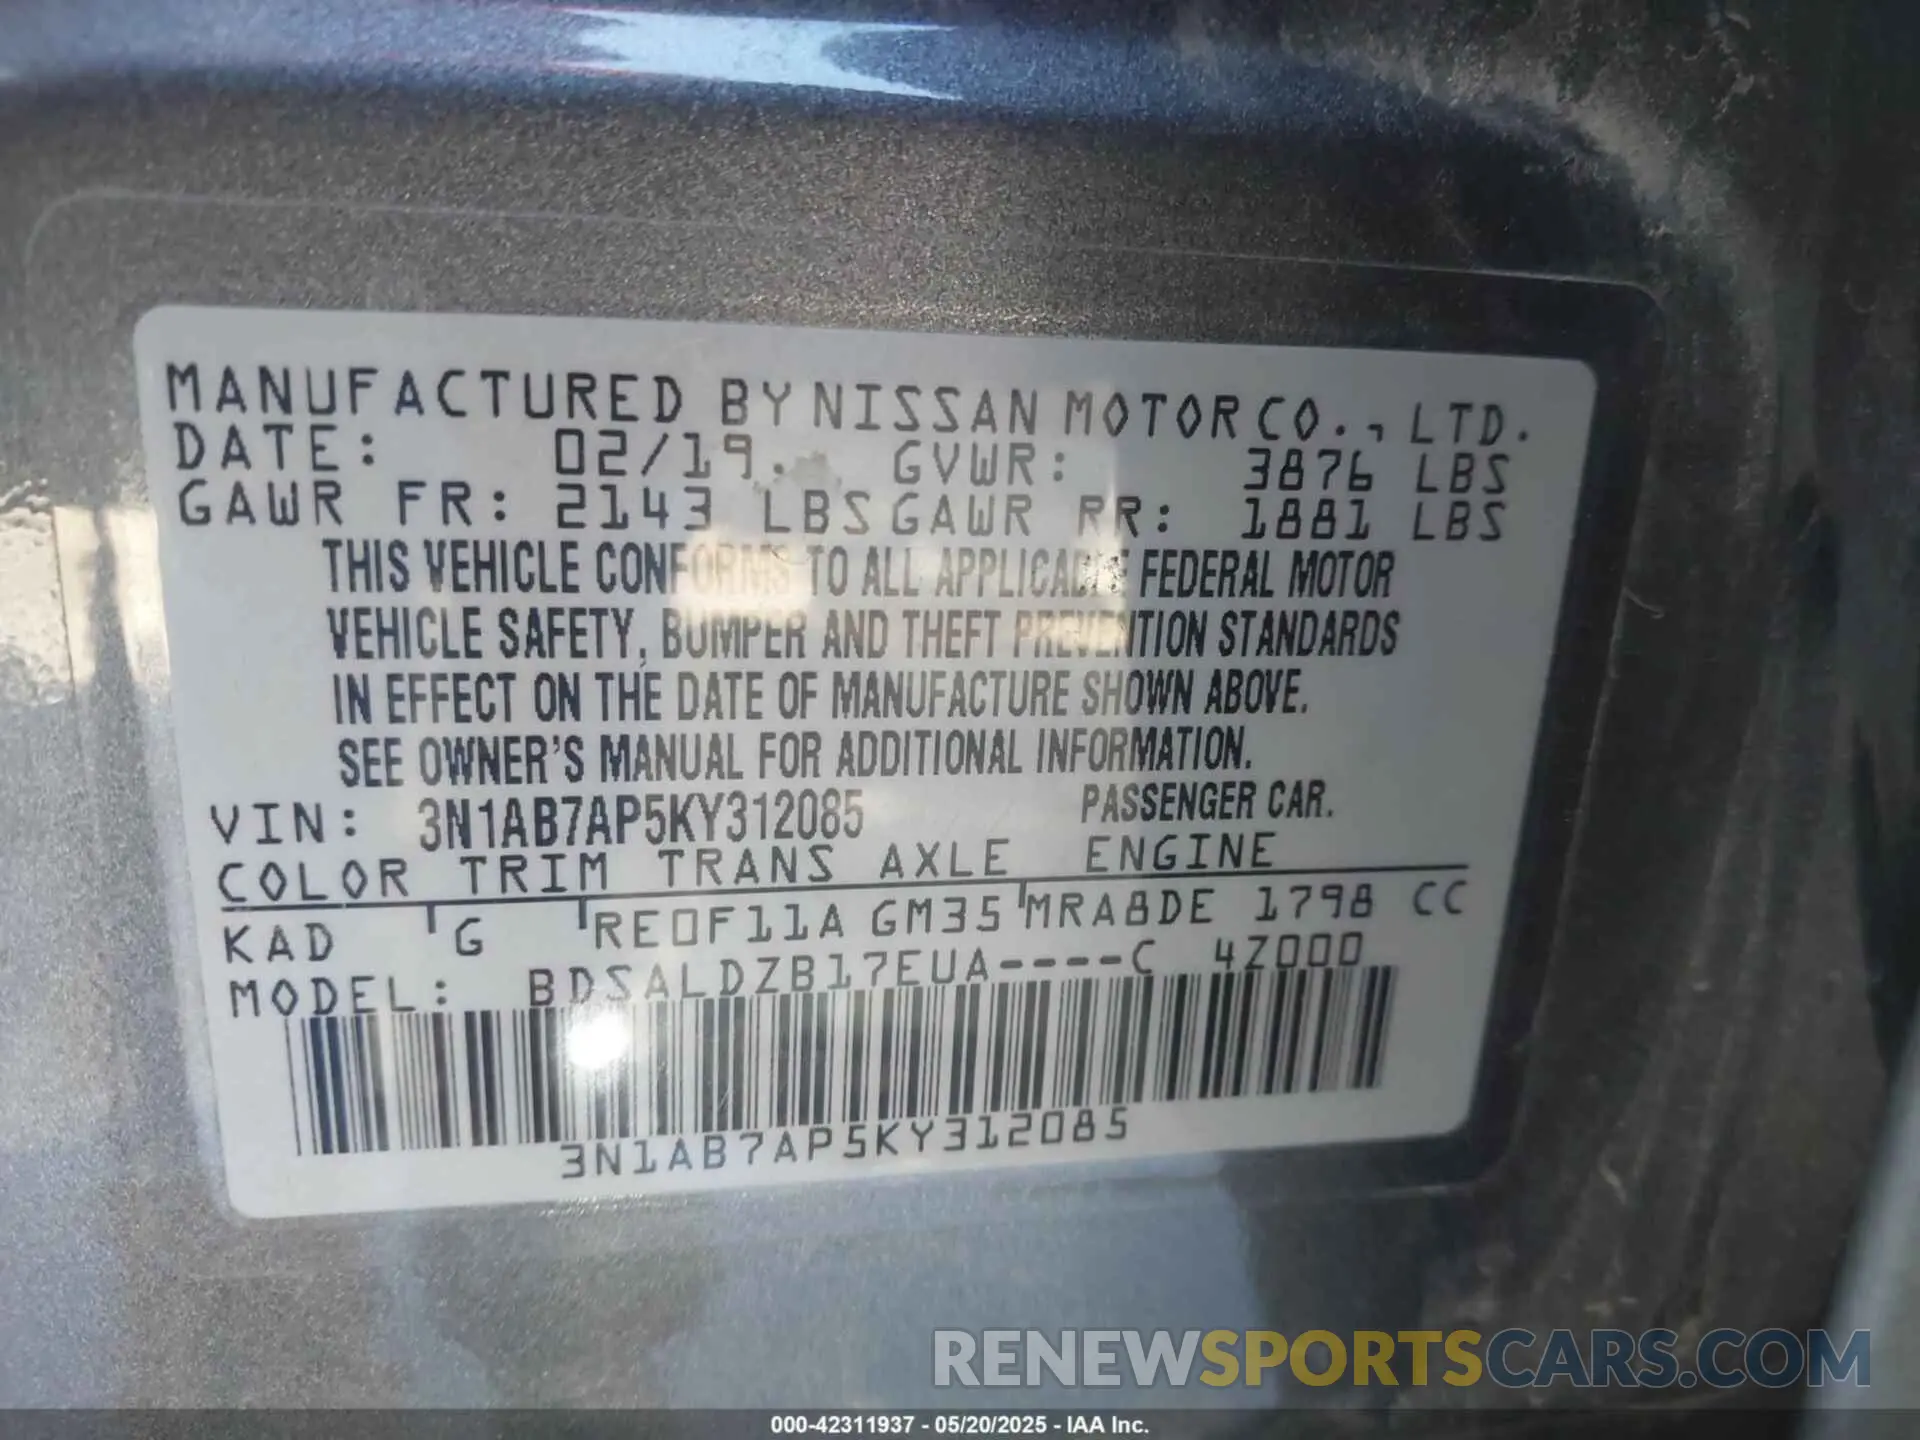 MANUFACTURED BY NISSAN MOTOR CO., LTD.
DATE: 02/19. GVWR: 3876 LBS
GAWR FR: 2143 LBS GAWR RR: 1881 LBS
THIS VEHICLE CONFORMS TO ALL APPLICABLE FEDERAL MOTOR
VEHICLE SAFETY, BUMPER AND THEFT PREVENTION STANDARDS
IN EFFECT ON THE DATE OF MANUFACTURE SHOWN ABOVE.
SEE OWNER'S MANUAL FOR ADDITIONAL INFORMATION.
VIN: 3N1AB7AP5KY312085 PASSENGER CAR.
COLOR TRIM TRANS AXLE ENGINE
KAD G RE0F11A GM35 MRA8DE 1798 CC
MODEL: BDSALDZB17EUA----C 4Z000
3N1AB7AP5KY312085
RENEWSPORTSCARS.COM
000-42311937 - 05/20/2025 - IAA Inc.